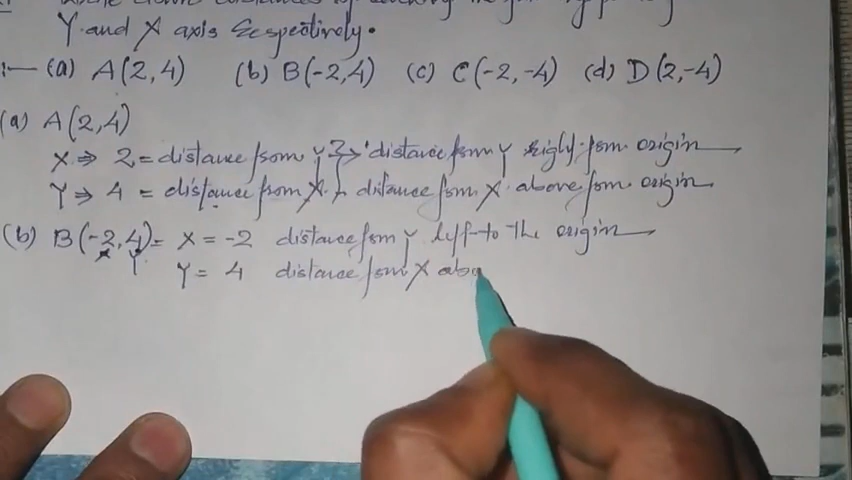 Y and X axis Respectively.
:— (a) A(2,4) (b) B(-2,4) (c) C(-2,-4) (d) D(2,-4)
(a) A(2,4)
X ⇒ 2 = distance from Y distance from Y from origin
Y ⇒ 4 = distance from X distance from X above from origin
(b) B(-2,4) = X = -2 distance from Y left to the origin
X Y
Y = 4 distance from X abo